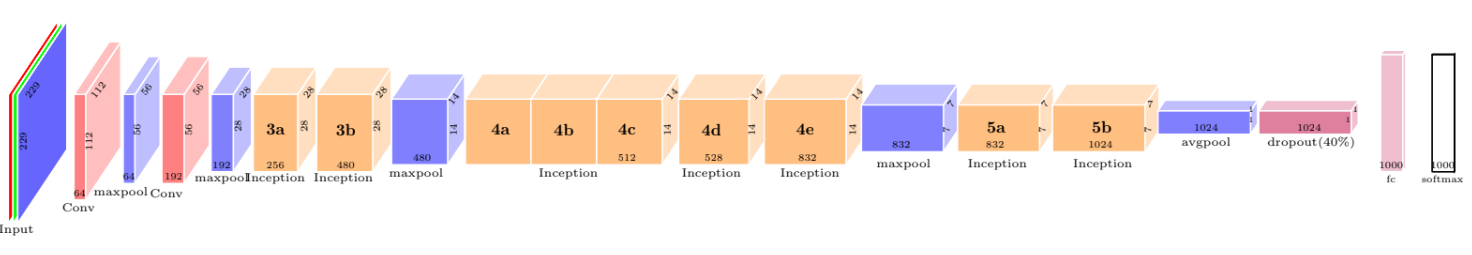 229
229
Input
112
112
64
Conv
56
56
64
maxpool
56
56
192
Conv
28
28
192
maxpool
3a
28
28
256
Inception
3b
28
28
480
Inception
14
14
480
maxpool
4a
4b
4c
14
14
512
Inception
4d
14
14
528
Inception
4e
14
14
832
Inception
7
7
832
maxpool
5a
7
7
832
Inception
5b
7
7
1024
Inception
1
1
1024
avgpool
1
1
1024
dropout(40%)
1000
fc
1000
softmax